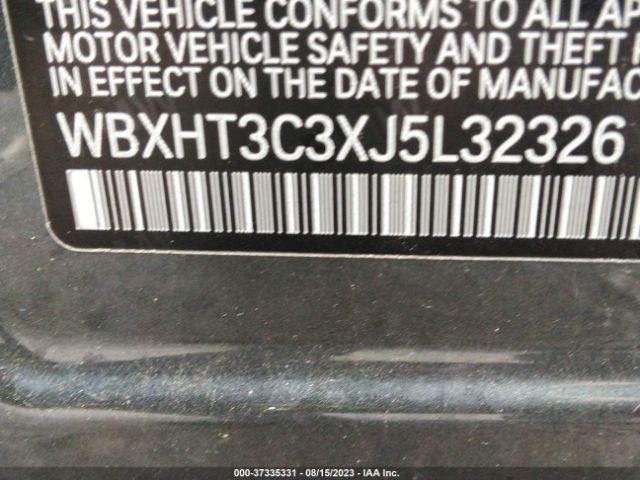 THIS VEHICLE CONFORMS TO ALL AP
MOTOR VEHICLE SAFETY AND THEFT
IN EFFECT ON THE DATE OF MANUFAC
WBXHT3C3XJ5L32326
000-37335331 - 08/15/2023 - IAA Inc.